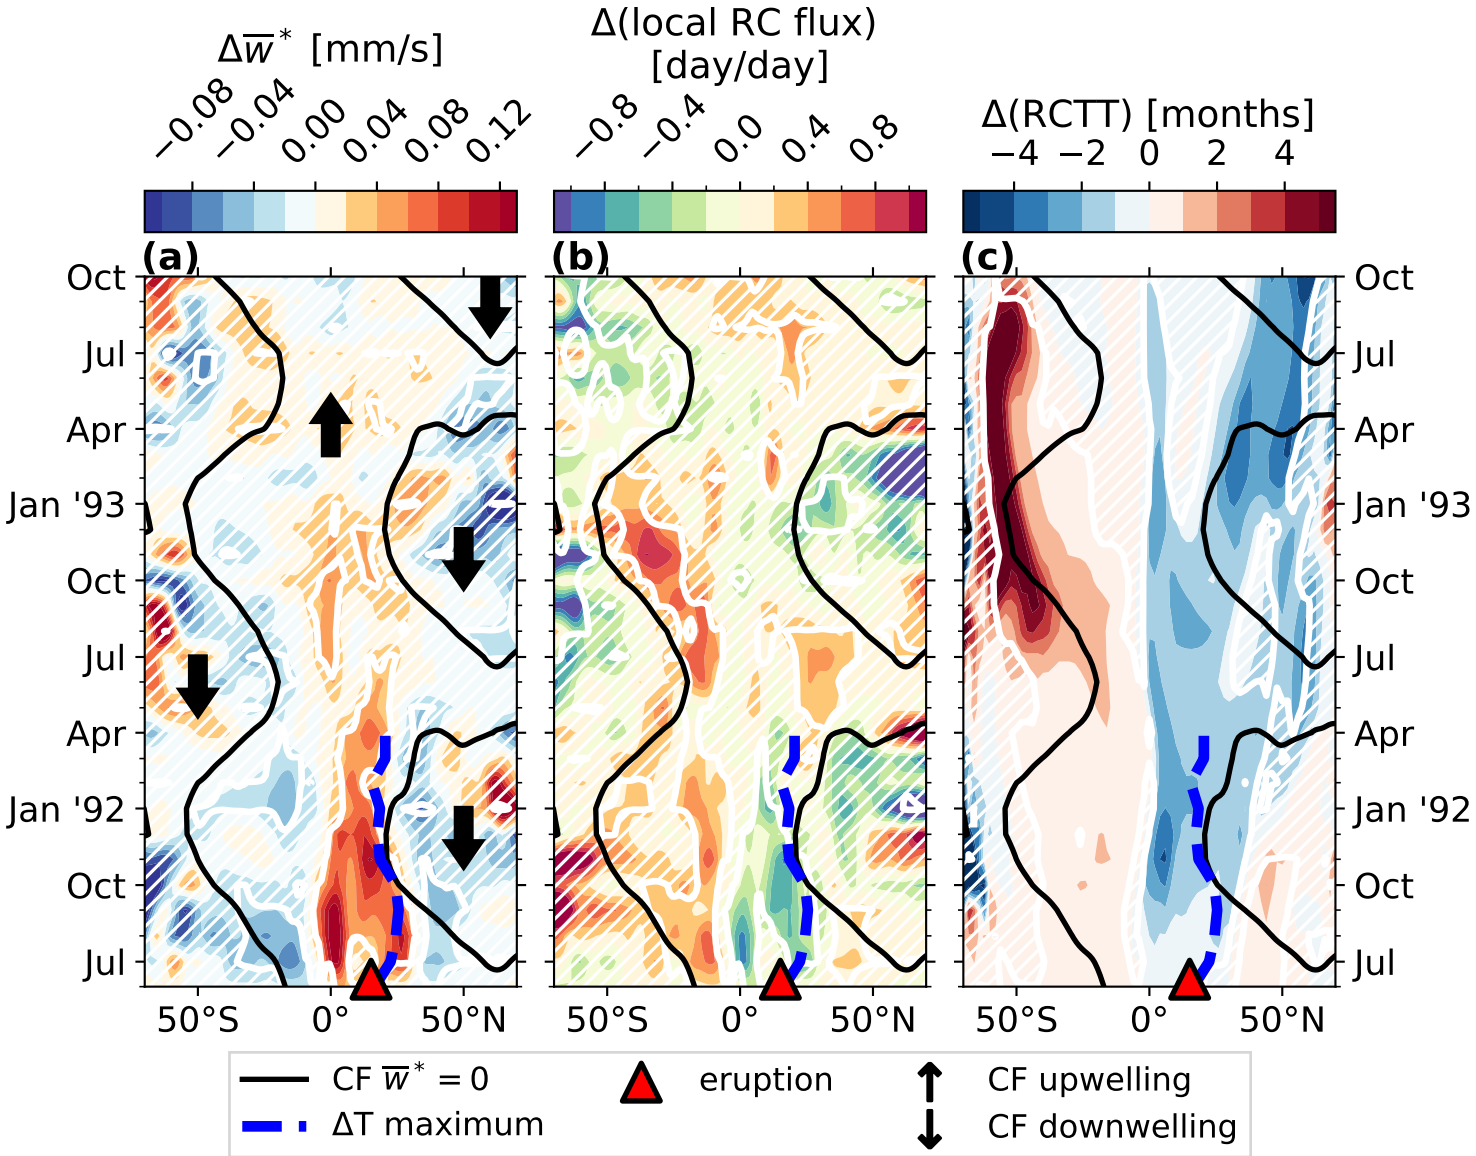 Δw̅* [mm/s]
−0.08 −0.04 0.00 0.04 0.08 0.12
Δ(local RC flux)
[day/day]
−0.8 −0.4 0.0 0.4 0.8
Δ(RCTT) [months]
−4 −2 0 2 4
(a) (b) (c)
Oct Oct
Jul Jul
Apr Apr
Jan '93 Jan '93
Oct Oct
Jul Jul
Apr Apr
Jan '92 Jan '92
Oct Oct
Jul Jul
50°S 0° 50°N 50°S 0° 50°N 50°S 0° 50°N
CF w̅* = 0 eruption CF upwelling
ΔT maximum CF downwelling